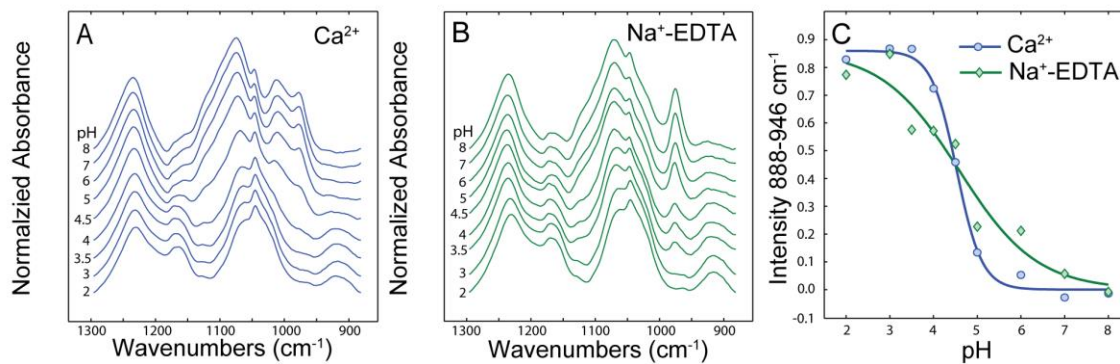 A
Ca²⁺
Normalzied Absorbance
pH
8
7
6
5
4.5
4
3.5
3
2
1300 1200 1100 1000 900
Wavenumbers (cm⁻¹)
B
Na⁺-EDTA
Normalized Absorbance
pH
8
7
6
5
4.5
4
3.5
3
2
1300 1200 1100 1000 900
Wavenumbers (cm⁻¹)
C
Ca²⁺
Na⁺-EDTA
Intensity 888-946 cm⁻¹
0.9
0.8
0.7
0.6
0.5
0.4
0.3
0.2
0.1
0.0
-0.1
2 3 4 5 6 7 8
pH